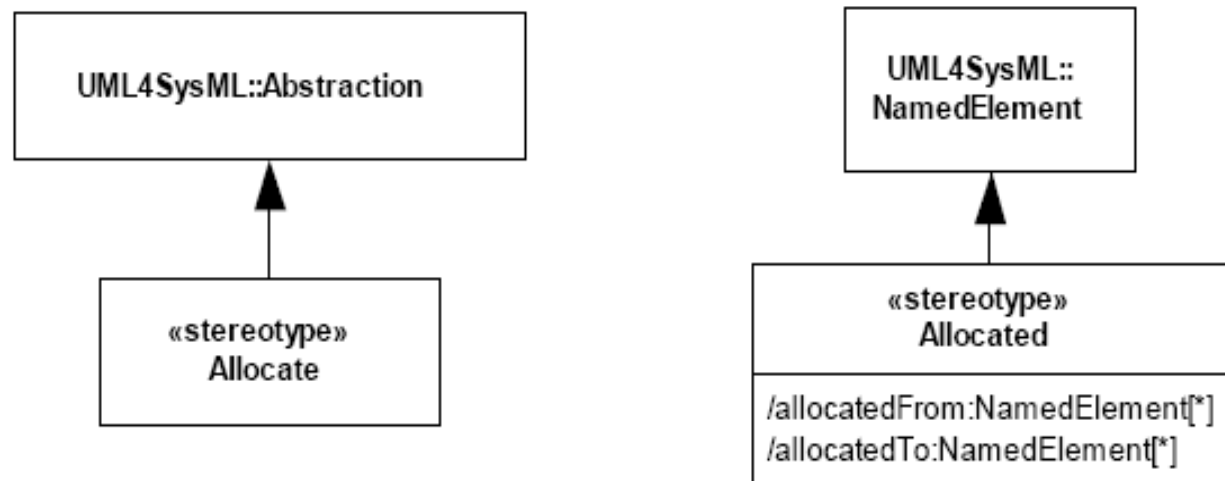 UML4SysML::Abstraction
«stereotype»
Allocate
UML4SysML::
NamedElement
«stereotype»
Allocated
/allocatedFrom:NamedElement[*]
/allocatedTo:NamedElement[*]